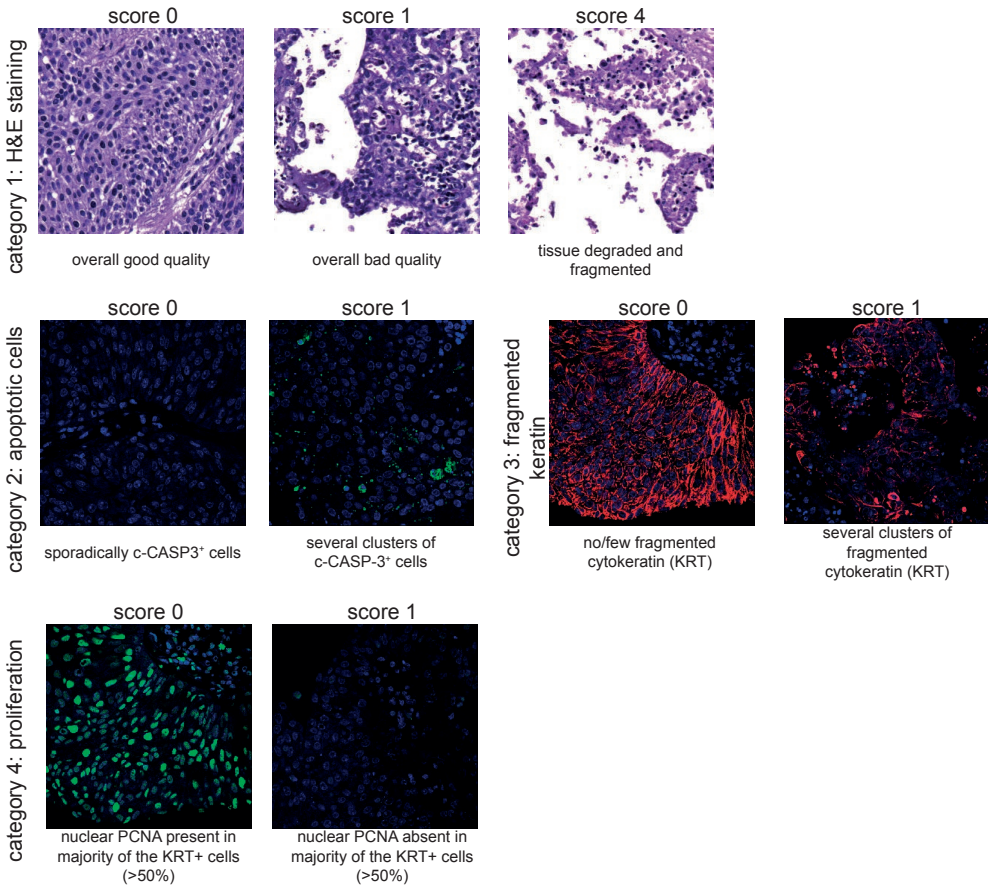 score 0
score 1
score 4
category 1: H&E staining
overall good quality
overall bad quality
tissue degraded and
fragmented
score 0
score 1
score 0
score 1
category 2: apoptotic cells
category 3: fragmented
keratin
sporadically c-CASP3⁺ cells
several clusters of
c-CASP-3⁺ cells
no/few fragmented
cytokeratin (KRT)
several clusters of
fragmented
cytokeratin (KRT)
score 0
score 1
category 4: proliferation
nuclear PCNA present in
majority of the KRT+ cells
(>50%)
nuclear PCNA absent in
majority of the KRT+ cells
(>50%)